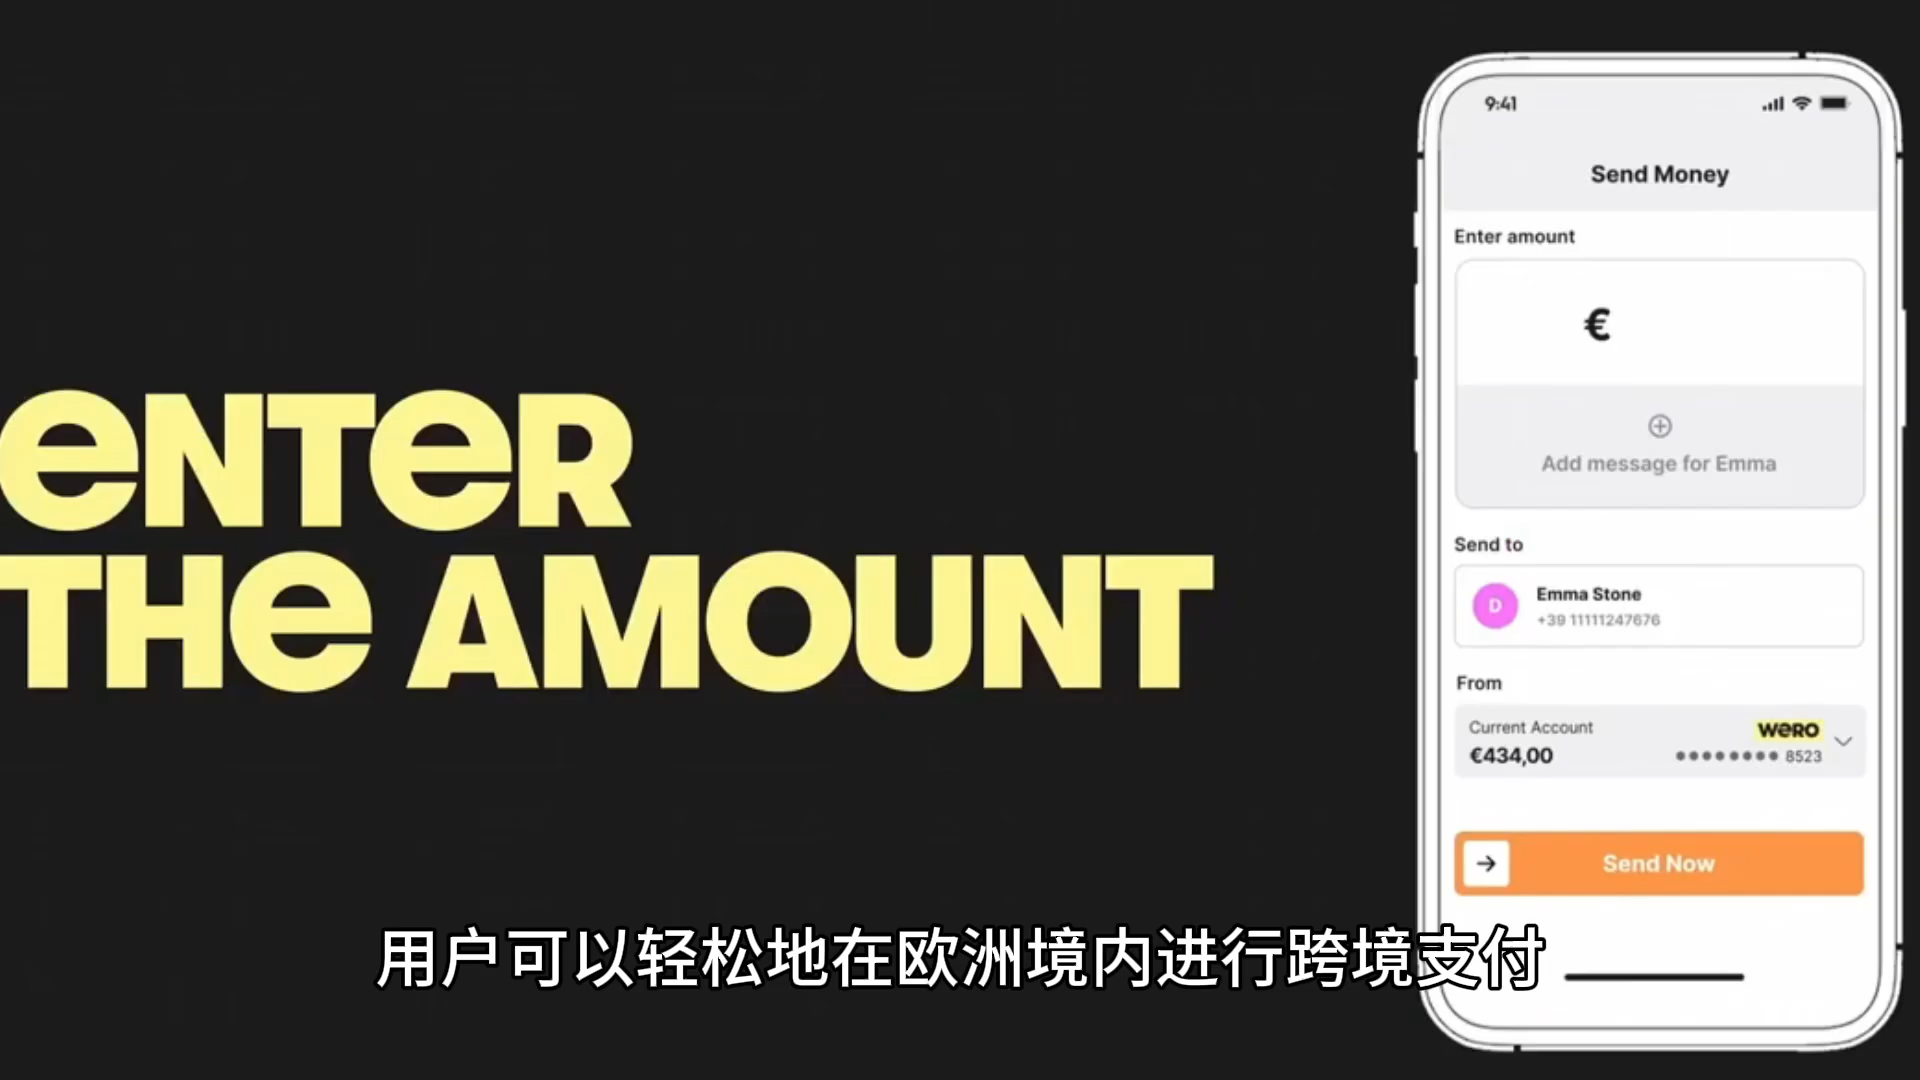 ENTER
THE AMOUNT
9:41
Send Money
Enter amount
€
Add message for Emma
Send to
D
Emma Stone
+39 11111247676
From
Current Account
€434,00
WERO
•••••••• 8523
Send Now
用户可以轻松地在欧洲境内进行跨境支付